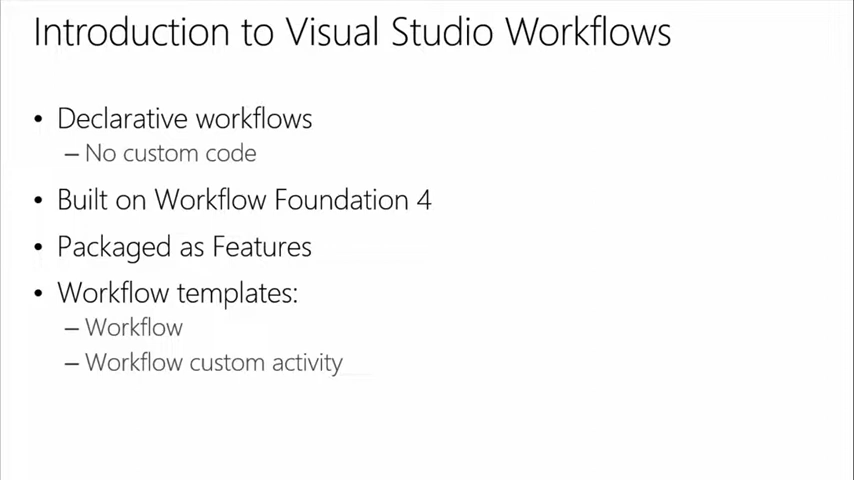 Introduction to Visual Studio Workflows
• Declarative workflows
– No custom code
• Built on Workflow Foundation 4
• Packaged as Features
• Workflow templates:
– Workflow
– Workflow custom activity